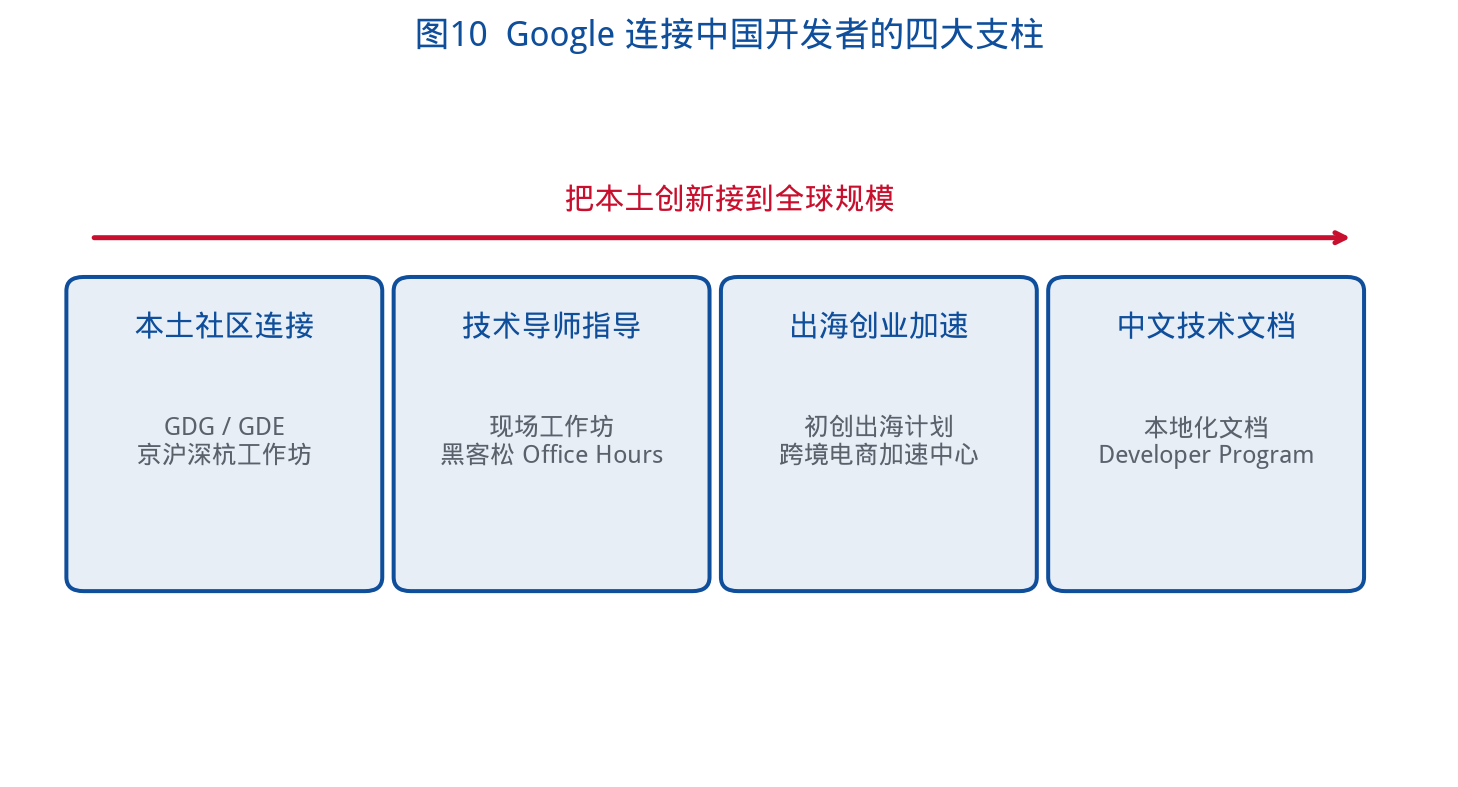 图10 Google 连接中国开发者的四大支柱
把本土创新接到全球规模
本土社区连接
GDG / GDE
京沪深杭工作坊
技术导师指导
现场工作坊
黑客松 Office Hours
出海创业加速
初创出海计划
跨境电商加速中心
中文技术文档
本地化文档
Developer Program